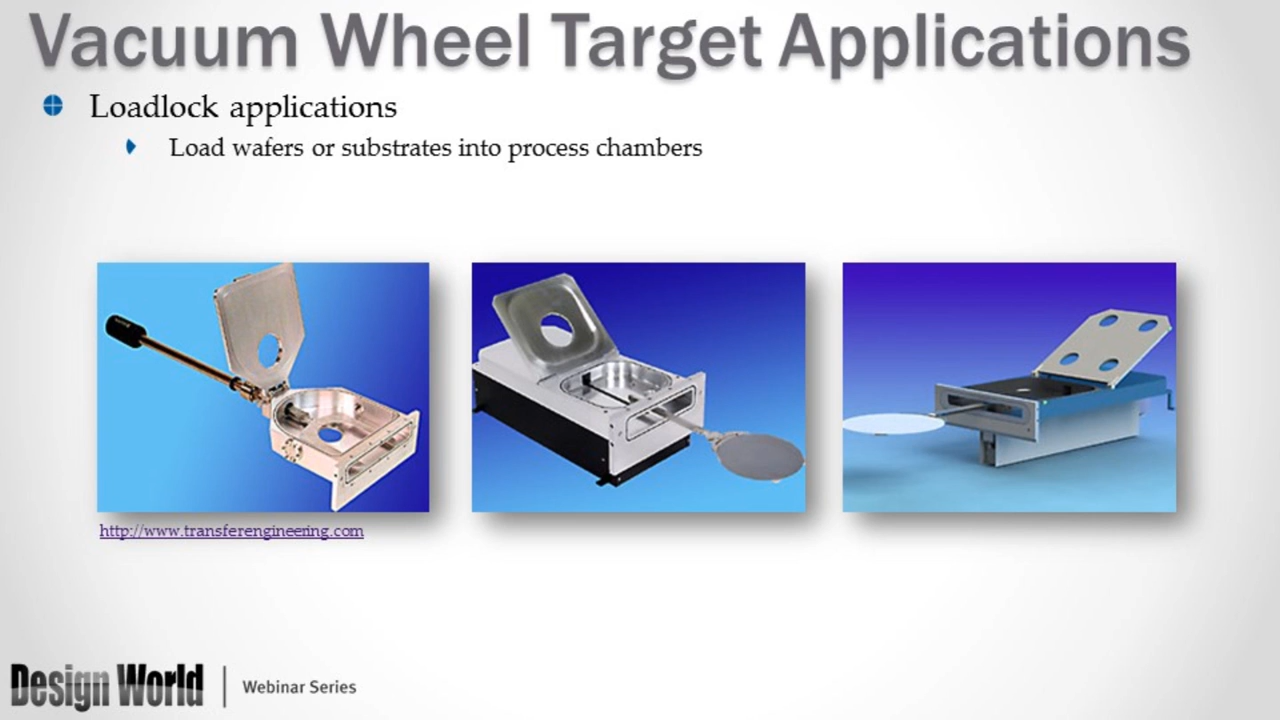 Vacuum Wheel Target Applications
Loadlock applications
Load wafers or substrates into process chambers
http://www.transferengineering.com
Design World
Webinar Series